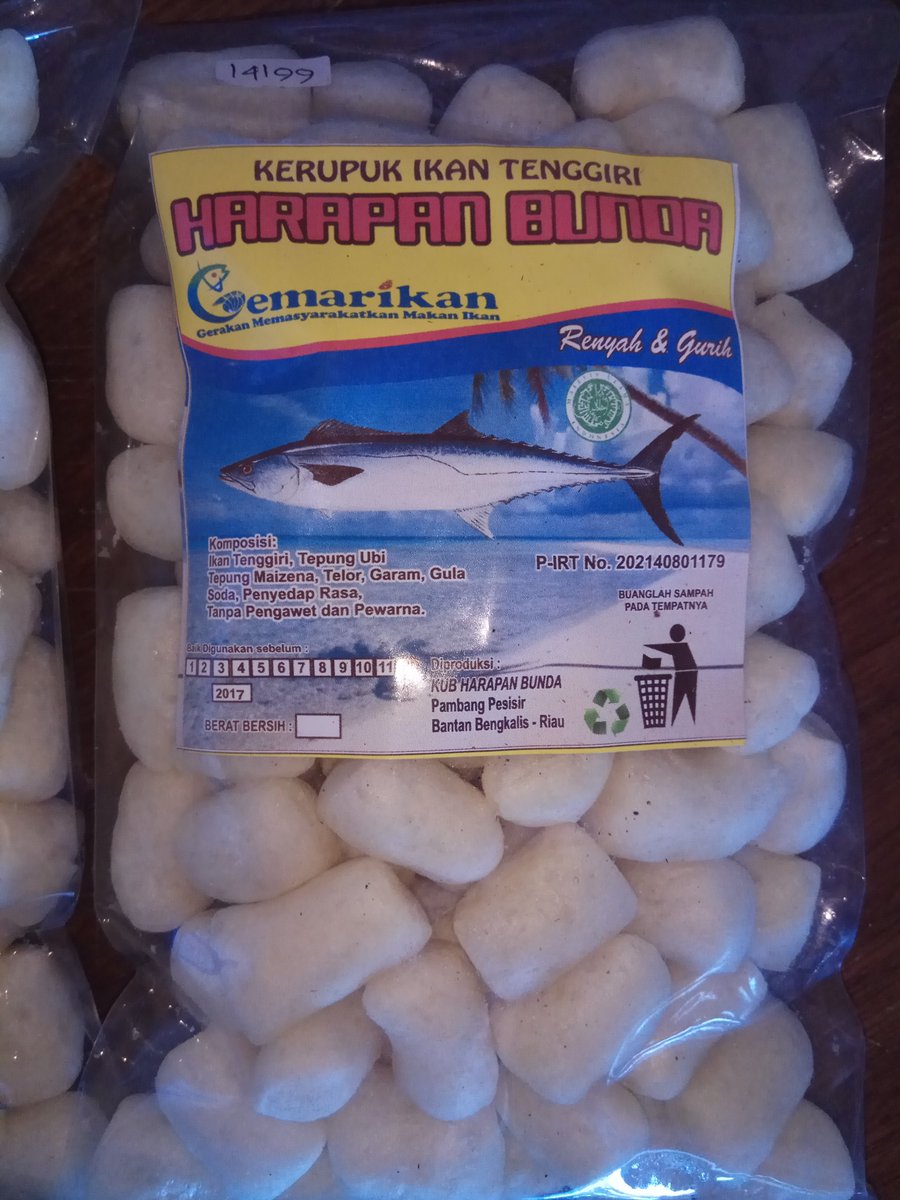 14199
KERUPUK IKAN TENGGIRI
HARAPAN BUNDA
Gemarikan
Gerakan Memasyarakatkan Makan Ikan
Renyah & Gurih
Komposisi:
Ikan Tenggiri, Tepung Ubi
Tepung Maizena, Telor, Garam, Gula
Soda, Penyedap Rasa,
Tanpa Pengawet dan Pewarna.
P-IRT No. 202140801179
BUANGLAH SAMPAH
PADA TEMPATNYA
Baik Digunakan sebelum :
1 2 3 4 5 6 7 8 9 10 11
2017
BERAT BERSIH :
Diproduksi :
KUB HARAPAN BUNDA
Pambang Pesisir
Bantan Bengkalis - Riau